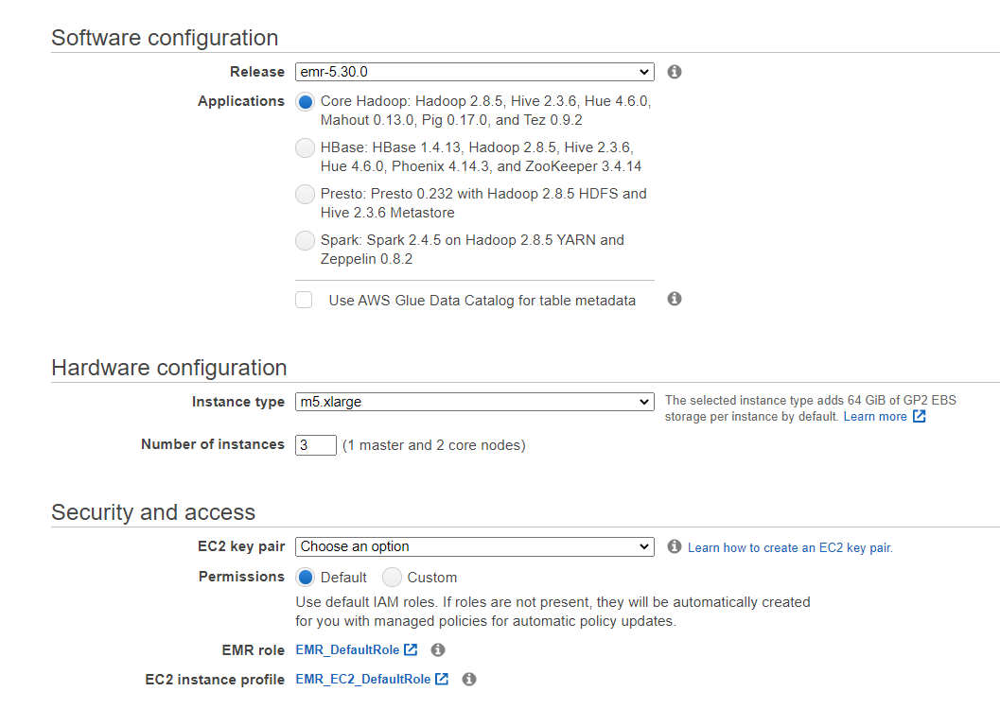 Software configuration
Release emr-5.30.0
Applications Core Hadoop: Hadoop 2.8.5, Hive 2.3.6, Hue 4.6.0,
Mahout 0.13.0, Pig 0.17.0, and Tez 0.9.2
HBase: HBase 1.4.13, Hadoop 2.8.5, Hive 2.3.6,
Hue 4.6.0, Phoenix 4.14.3, and ZooKeeper 3.4.14
Presto: Presto 0.232 with Hadoop 2.8.5 HDFS and
Hive 2.3.6 Metastore
Spark: Spark 2.4.5 on Hadoop 2.8.5 YARN and
Zeppelin 0.8.2
Use AWS Glue Data Catalog for table metadata
Hardware configuration
Instance type m5.xlarge
The selected instance type adds 64 GiB of GP2 EBS
storage per instance by default. Learn more
Number of instances 3 (1 master and 2 core nodes)
Security and access
EC2 key pair Choose an option Learn how to create an EC2 key pair.
Permissions Default Custom
Use default IAM roles. If roles are not present, they will be automatically created
for you with managed policies for automatic policy updates.
EMR role EMR_DefaultRole
EC2 instance profile EMR_EC2_DefaultRole